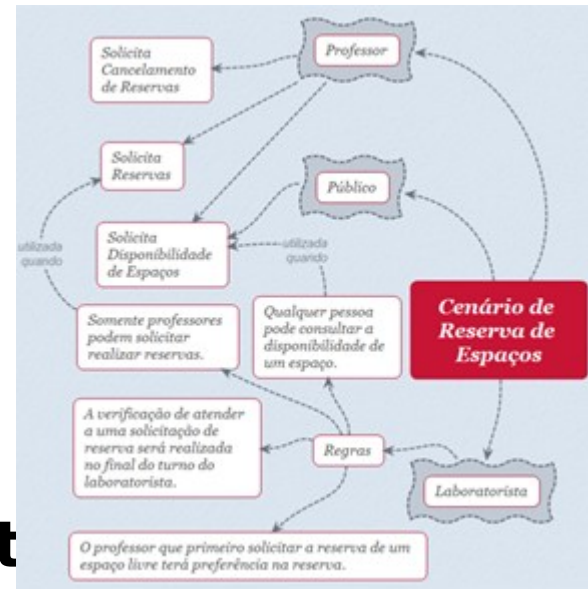 Professor
Solicita
Cancelamento
de Reservas
Solicita
Reservas
Público
utilizada
quando
Solicita
Disponibilidade
de Espaços
utilizada
quando
Cenário de
Reserva de
Espaços
Somente professores
podem solicitar
realizar reservas.
Qualquer pessoa
pode consultar a
disponibilidade de
um espaço.
A verificação de atender
a uma solicitação de
reserva será realizada
no final do turno do
laboratorista.
Regras
Laboratorista
t
O professor que primeiro solicitar a reserva de um
espaço livre terá preferência na reserva.